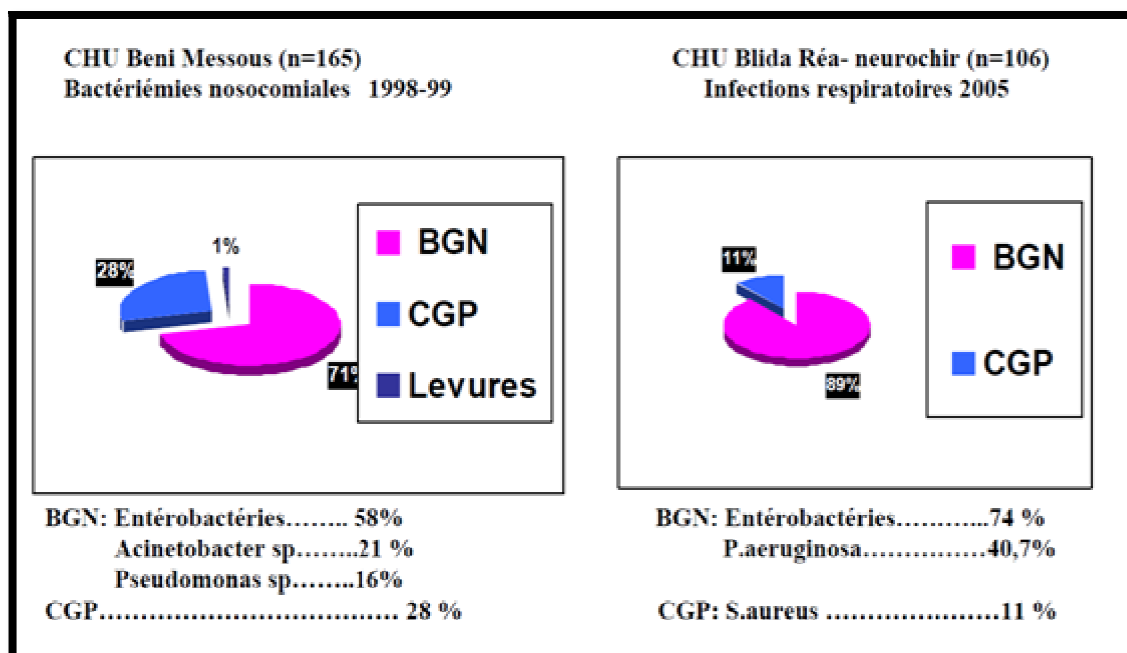 CHU Beni Messous (n=165)
Bactériémies nosocomiales 1998-99
1%
28%
71%
BGN
CGP
Levures
BGN: Entérobactéries…….. 58%
Acinetobacter sp……..21 %
Pseudomonas sp……..16%
CGP………………………………. 28 %
CHU Blida Réa- neurochir (n=106)
Infections respiratoires 2005
11%
89%
BGN
CGP
BGN: Entérobactéries………...74 %
P.aeruginosa……………40,7%
CGP: S.aureus …………………11 %